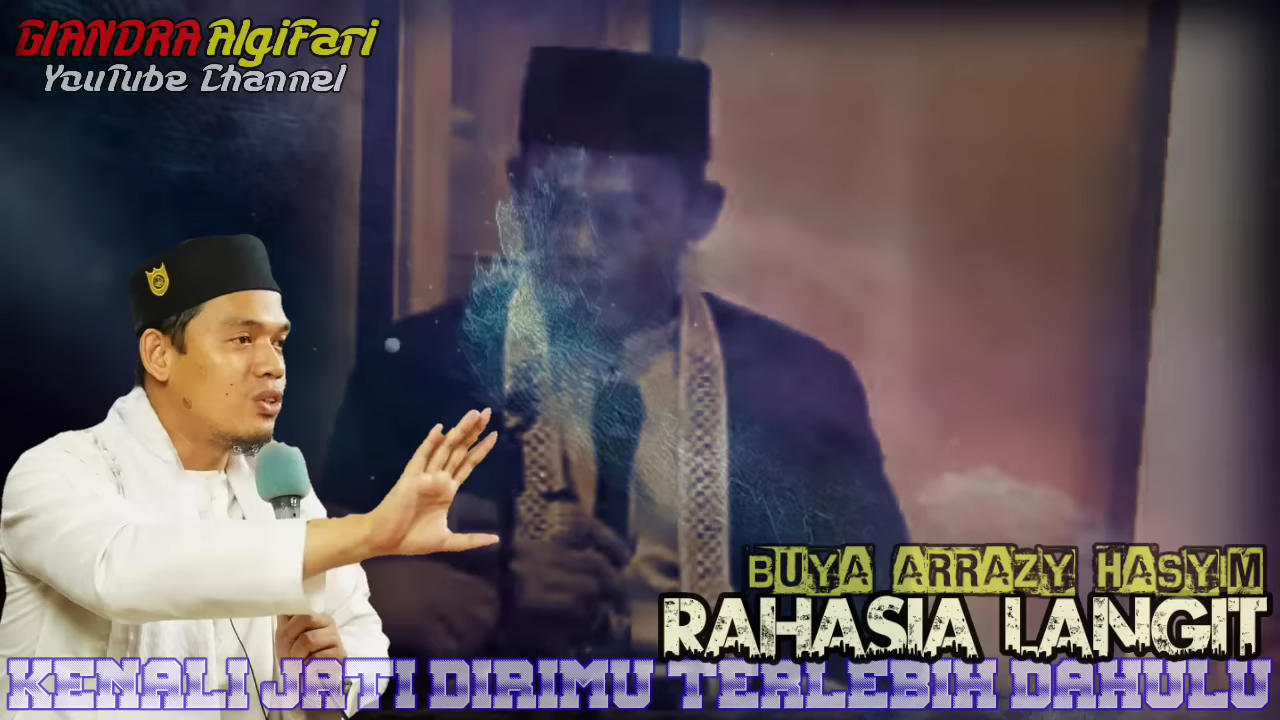 GIANDRA AlgiFari
YouTube Channel
BUYA ARRAZY HASYIM
RAHASIA LANGIT
KENALI JATI DIRIMU TERLEBIH DAHULU